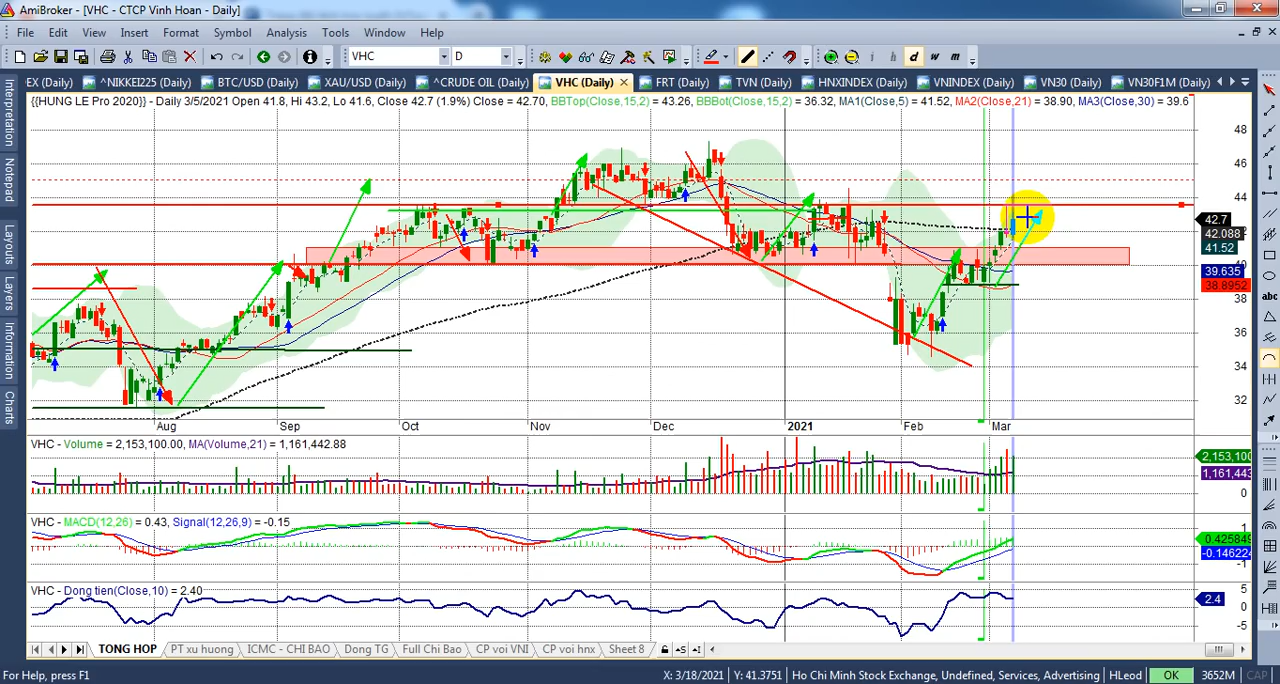 AmiBroker - [VHC - CTCP Vinh Hoan - Daily]
File Edit View Insert Format Symbol Analysis Tools Window Help
VHC D i h d w m
EX (Daily) ^NIKKEI225 (Daily) BTC/USD (Daily) XAU/USD (Daily) ^CRUDE OIL (Daily) VHC (Daily) FRT (Daily) TVN (Daily) HNXINDEX (Daily) VNINDEX (Daily) VN30 (Daily) VN30F1M (Daily)
{{HUNG LE Pro 2020}} - Daily 3/5/2021 Open 41.8, Hi 43.2, Lo 41.6, Close 42.7 (1.9%) Close = 42.70, BBTop(Close,15,2) = 43.26, BBBot(Close,15,2) = 36.32, MA1(Close,5) = 41.52, MA2(Close,21) = 38.90, MA3(Close,30) = 39.6
Interpretation
Notepad
Layouts
Layers
Information
Charts
abc
48
46
44
42.7
42.088
41.52
40
39.635
38.8952
38
36
34
32
Aug Sep Oct Nov Dec 2021 Feb Mar
VHC - Volume = 2,153,100.00, MA(Volume,21) = 1,161,442.88
2,153,100
1,161,443
0
VHC - MACD(12,26) = 0.43, Signal(12,26,9) = -0.15
1
0.425849
-0.146224
-1
VHC - Dong tien(Close,10) = 2.40
5
2.4
0
-5
TONG HOP PT xu huong ICMC - CHI BAO Dong TG Full Chi Bao CP voi VNI CP voi hnx Sheet 8
For Help, press F1 X: 3/18/2021 Y: 41.3751 Ho Chi Minh Stock Exchange, Undefined, Services, Advertising HLeod OK 3652M CAP